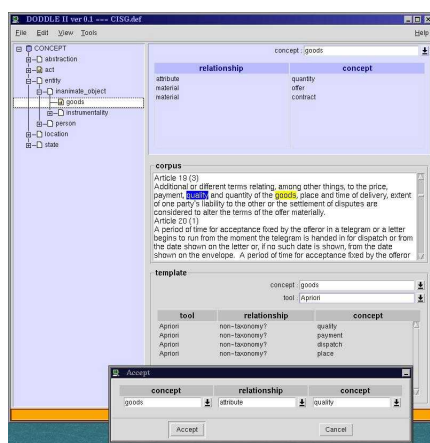 DODDLE II ver 0.1 === CISG.def
File Edit View Tools Help
CONCEPT
abstraction
act
entity
inanimate_object
goods
instrumentality
person
location
state
concept : goods
relationship concept
attribute quantity
material offer
material contract
corpus
Article 19 (3)
Additional or different terms relating, among other things, to the price,
payment, quality and quantity of the goods, place and time of delivery, extent
of one party's liability to the other or the settlement of disputes are
considered to alter the terms of the offer materially.
Article 20 (1)
A period of time for acceptance fixed by the offeror in a telegram or a letter
begins to run from the moment the telegram is handed in for dispatch or from
the date shown on the letter or, if no such date is shown, from the date
shown on the envelope. A period of time for acceptance fixed by the offeror
template
concept : goods
tool : Apriori
tool relationship concept
Apriori non-taxonomy? quality
Apriori non-taxonomy? payment
Apriori non-taxonomy? dispatch
Apriori non-taxonomy? place
Accept
concept relationship concept
goods attribute quality
Accept Cancel